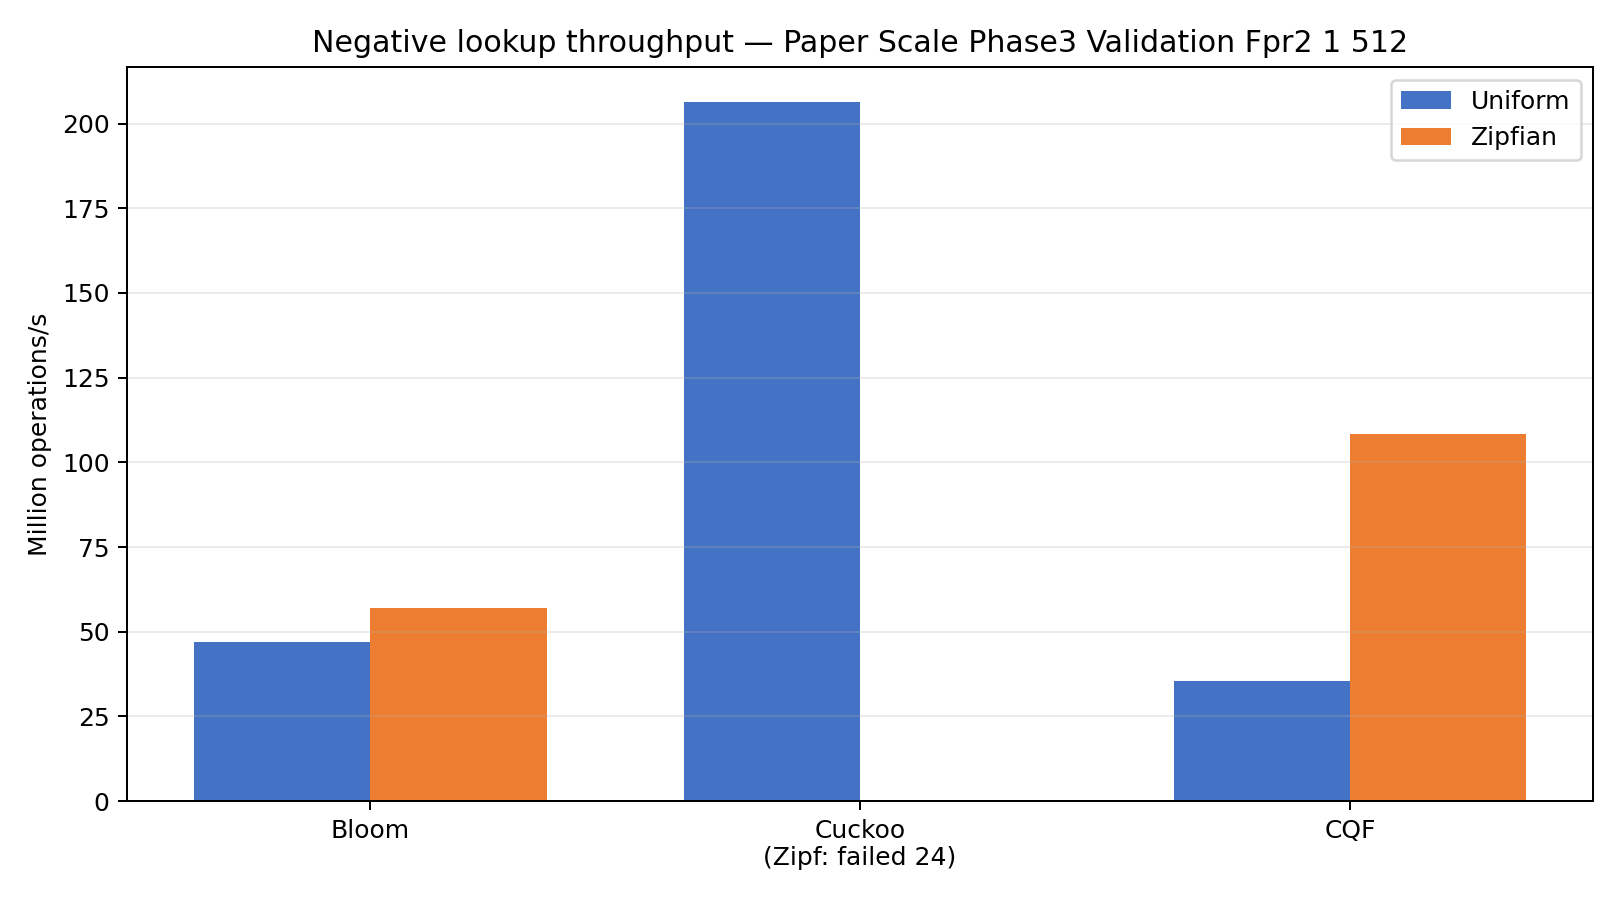 Negative lookup throughput — Paper Scale Phase3 Validation Fpr2 1 512
Uniform
Zipfian
Million operations/s
200
175
150
125
100
75
50
25
0
Bloom
Cuckoo
(Zipf: failed 24)
CQF